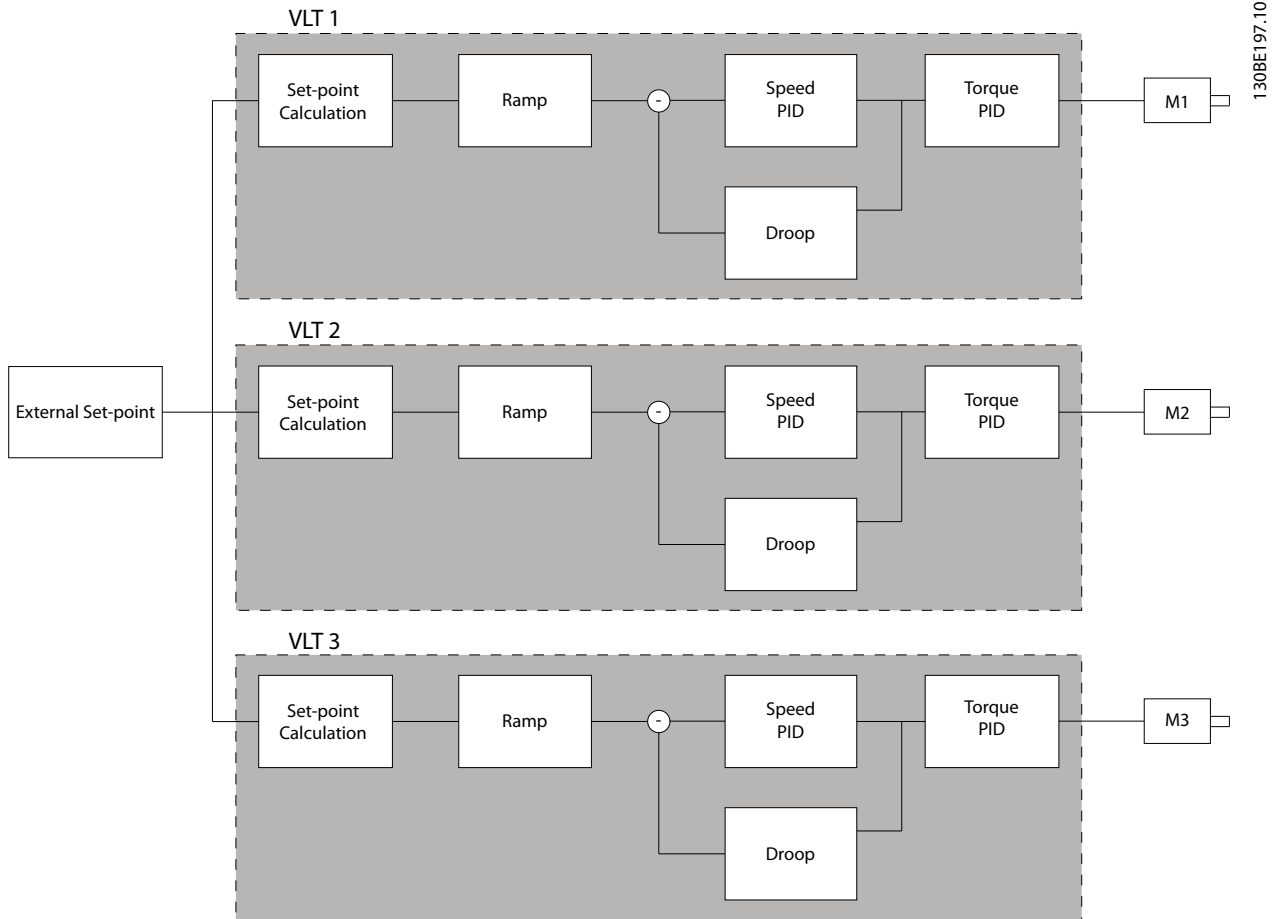 130BE197.10
VLT 1
Set-point
Calculation
Ramp
-
Speed
PID
Torque
PID
M1
Droop
VLT 2
External Set-point
Set-point
Calculation
Ramp
-
Speed
PID
Torque
PID
M2
Droop
VLT 3
Set-point
Calculation
Ramp
-
Speed
PID
Torque
PID
M3
Droop